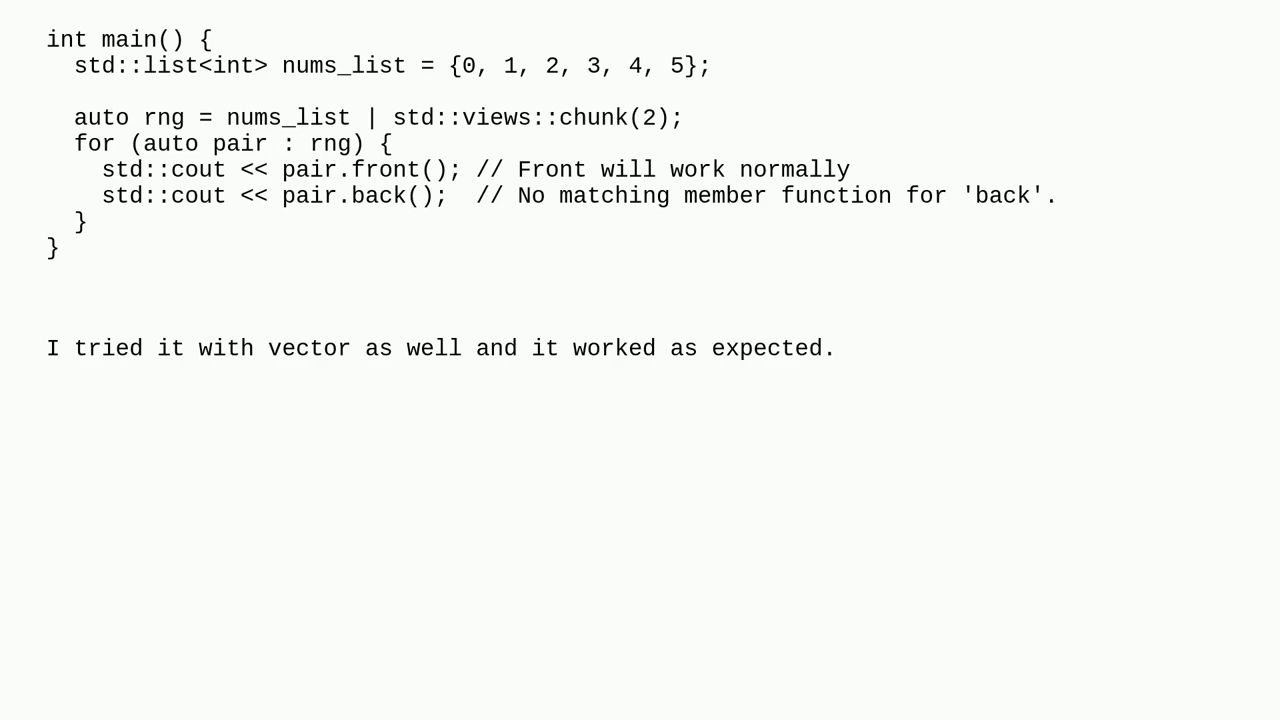 int main() {
  std::list<int> nums_list = {0, 1, 2, 3, 4, 5};

  auto rng = nums_list | std::views::chunk(2);
  for (auto pair : rng) {
    std::cout << pair.front(); // Front will work normally
    std::cout << pair.back();  // No matching member function for 'back'.
  }
}

I tried it with vector as well and it worked as expected.